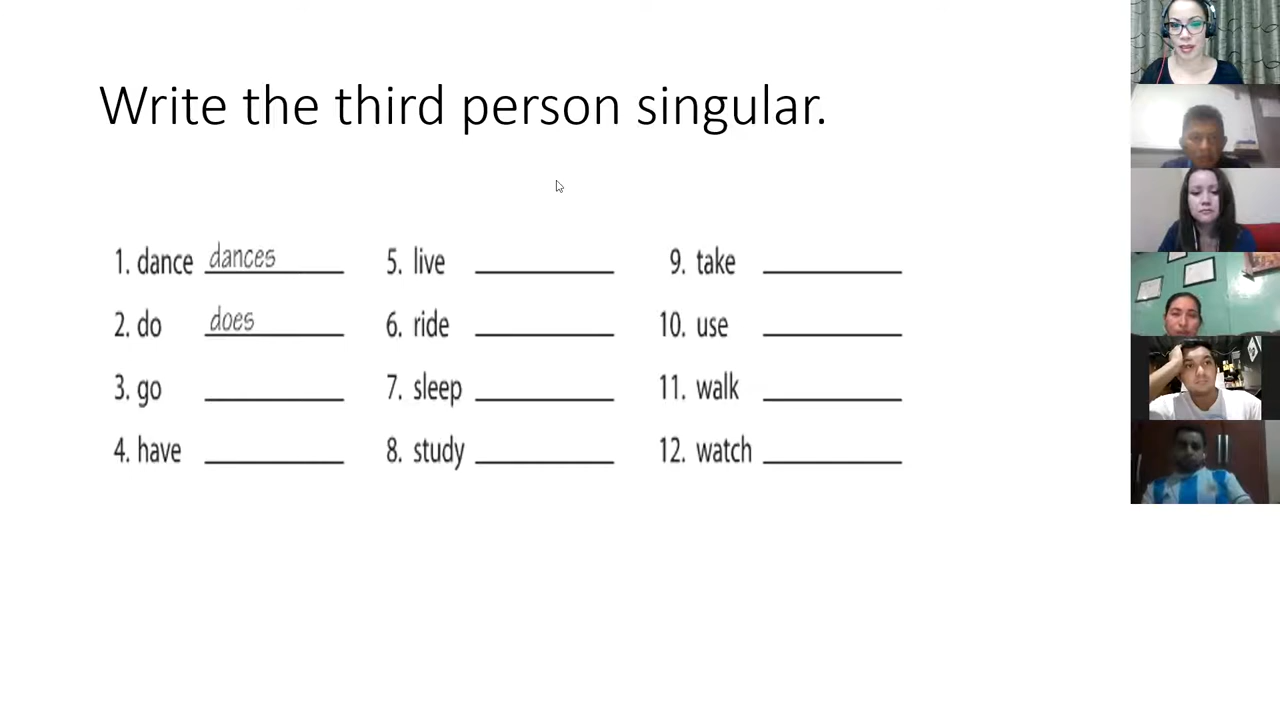 Write the third person singular.
1. dance dances 5. live 9. take
2. do does 6. ride 10. use
3. go 7. sleep 11. walk
4. have 8. study 12. watch